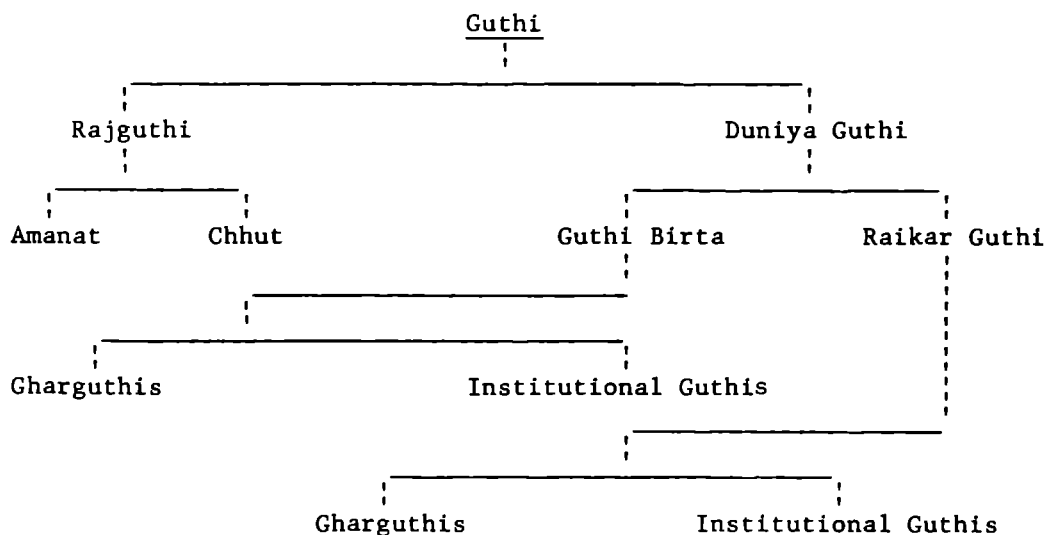 Guthi
Rajguthi Duniya Guthi
Amanat Chhut Guthi Birta Raikar Guthi
Gharguthis Institutional Guthis
Gharguthis Institutional Guthis